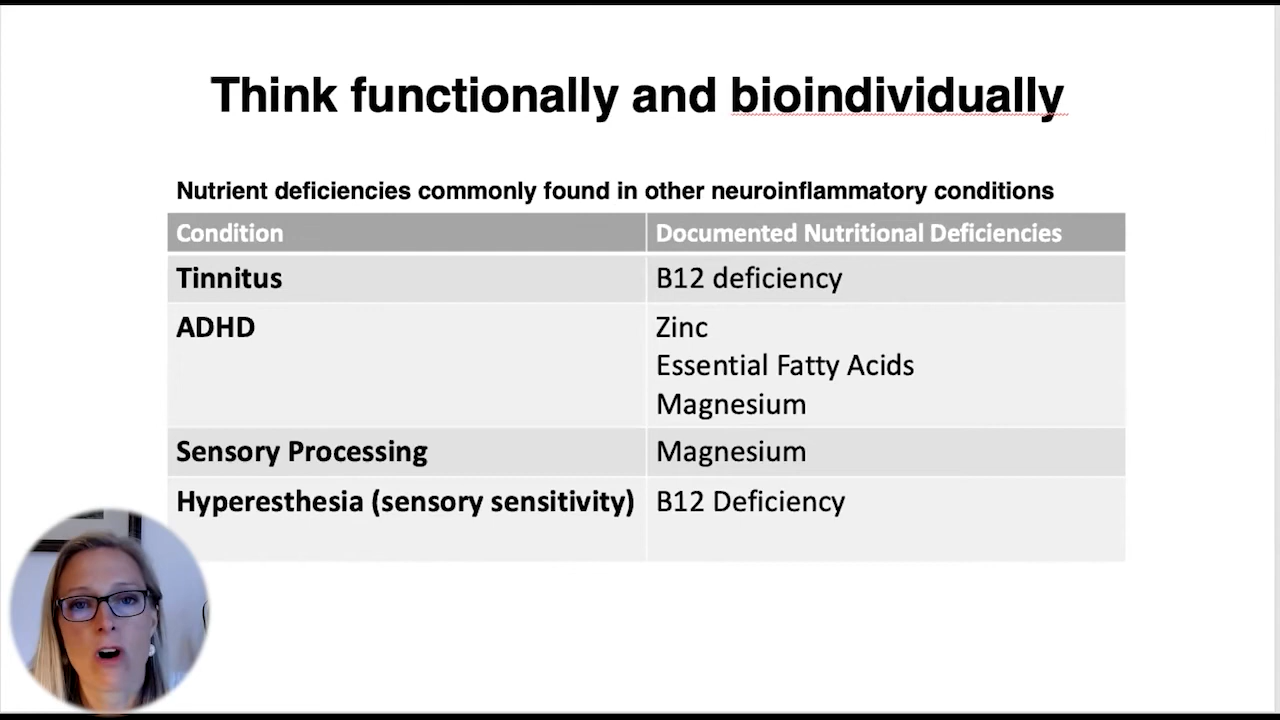 Think functionally and bioindividually
Nutrient deficiencies commonly found in other neuroinflammatory conditions
Condition Documented Nutritional Deficiencies
Tinnitus B12 deficiency
ADHD Zinc
Essential Fatty Acids
Magnesium
Sensory Processing Magnesium
Hyperesthesia (sensory sensitivity) B12 Deficiency